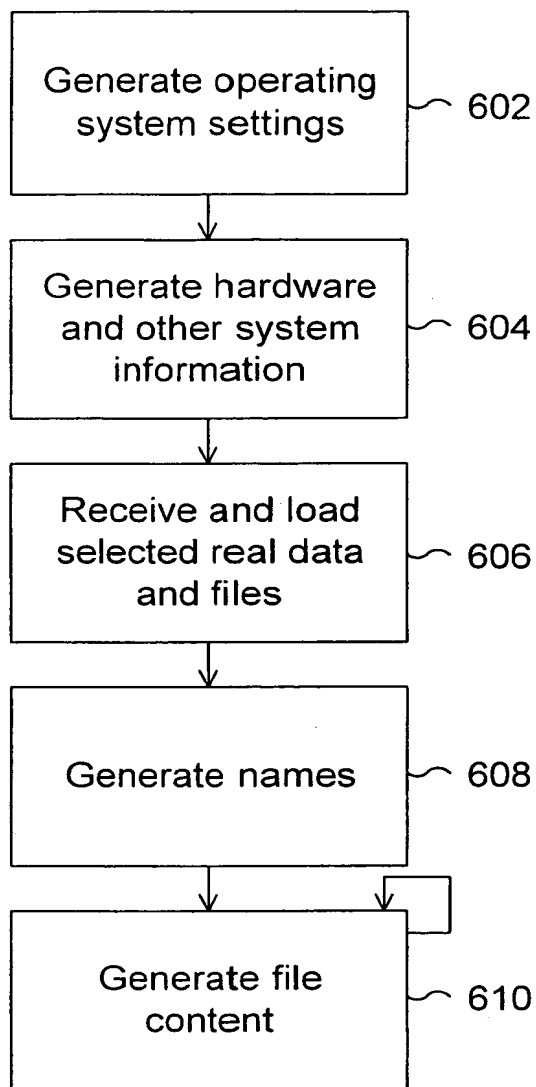 Generate operating
system settings
602
Generate hardware
and other system
information
604
Receive and load
selected real data
and files
606
Generate names
608
Generate file
content
610